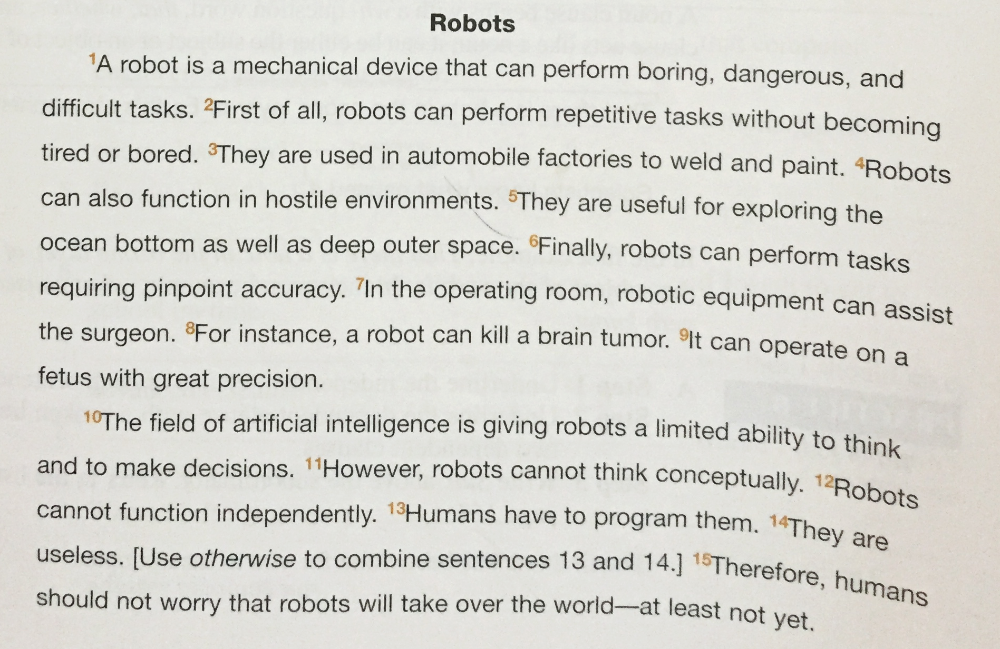 Robots
¹A robot is a mechanical device that can perform boring, dangerous, and
difficult tasks. ²First of all, robots can perform repetitive tasks without becoming
tired or bored. ³They are used in automobile factories to weld and paint. ⁴Robots
can also function in hostile environments. ⁵They are useful for exploring the
ocean bottom as well as deep outer space. ⁶Finally, robots can perform tasks
requiring pinpoint accuracy. ⁷In the operating room, robotic equipment can assist
the surgeon. ⁸For instance, a robot can kill a brain tumor. ⁹It can operate on a
fetus with great precision.
¹⁰The field of artificial intelligence is giving robots a limited ability to think
and to make decisions. ¹¹However, robots cannot think conceptually. ¹²Robots
cannot function independently. ¹³Humans have to program them. ¹⁴They are
useless. [Use otherwise to combine sentences 13 and 14.] ¹⁵Therefore, humans
should not worry that robots will take over the world—at least not yet.